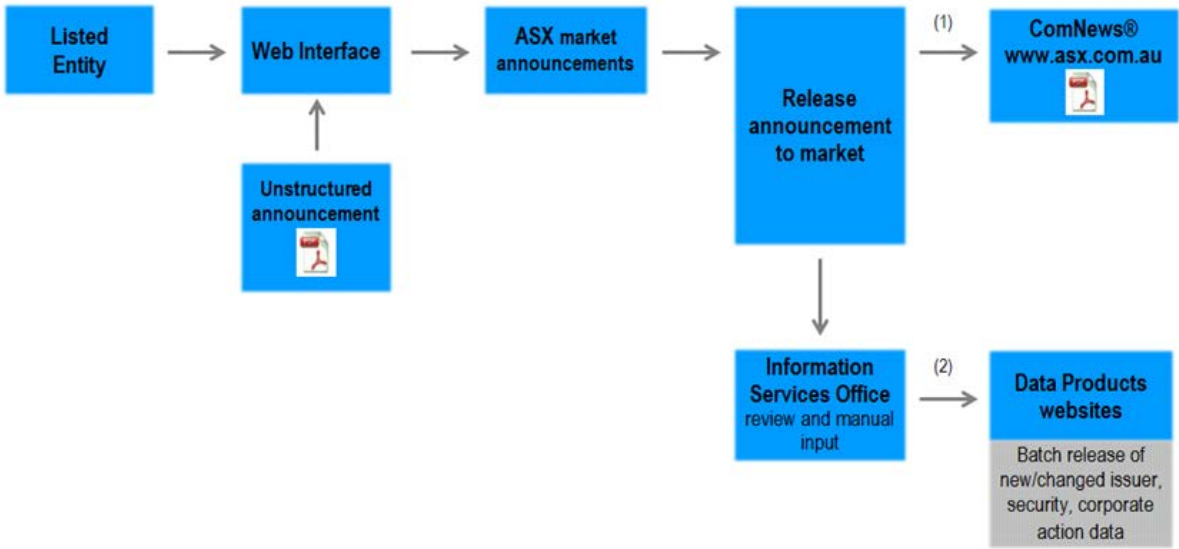 Listed
Entity
Web Interface
ASX market
announcements
Release
announcement
to market
(1)
ComNews®
www.asx.com.au
PDF
Unstructured
announcement
PDF
Information
Services Office
review and manual
input
(2)
Data Products
websites
Batch release of
new/changed issuer,
security, corporate
action data